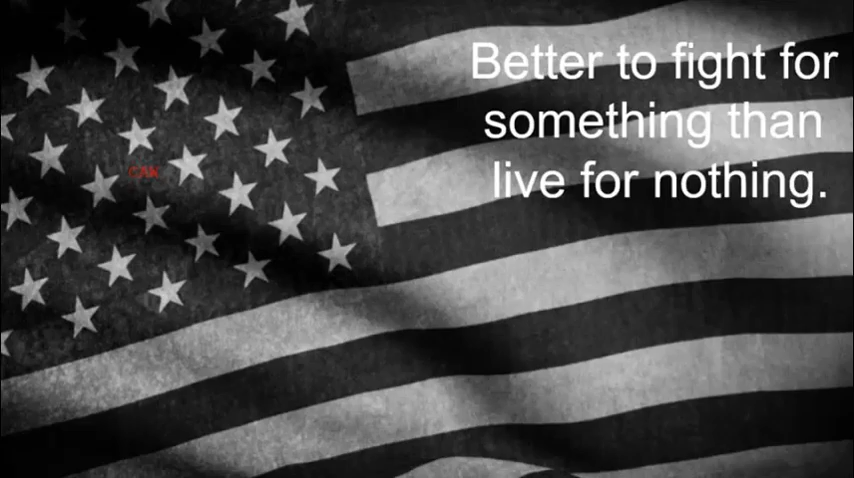 Better to fight for
something than
live for nothing.